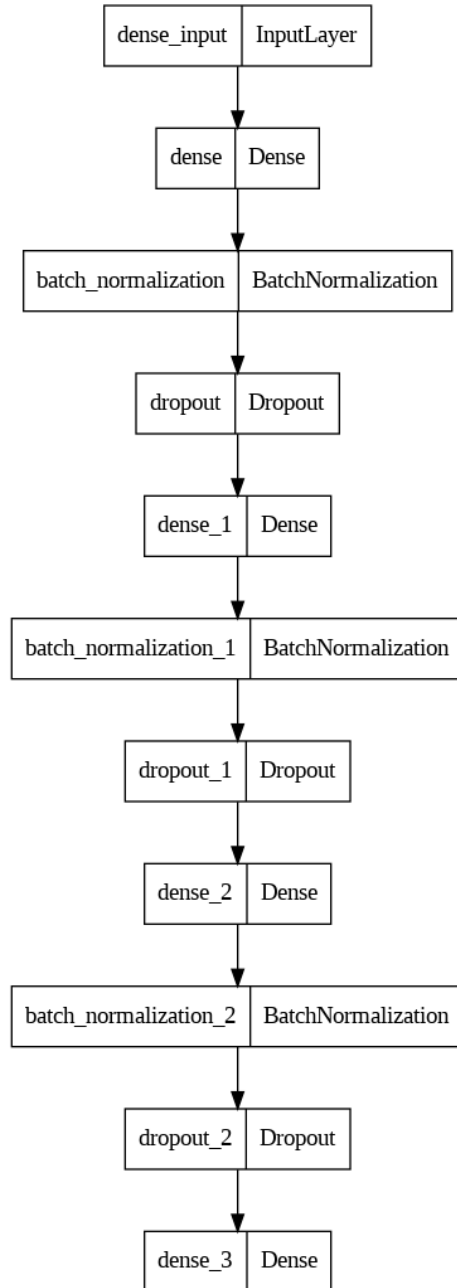 dense_input InputLayer
dense Dense
batch_normalization BatchNormalization
dropout Dropout
dense_1 Dense
batch_normalization_1 BatchNormalization
dropout_1 Dropout
dense_2 Dense
batch_normalization_2 BatchNormalization
dropout_2 Dropout
dense_3 Dense